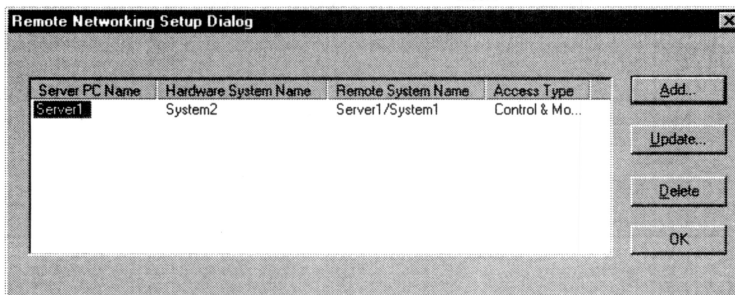 Remote Networking Setup Dialog
Server PC Name Hardware System Name Remote System Name Access Type
Server1 System2 Server1/System1 Control & Mo...
Add...
Update...
Delete
OK